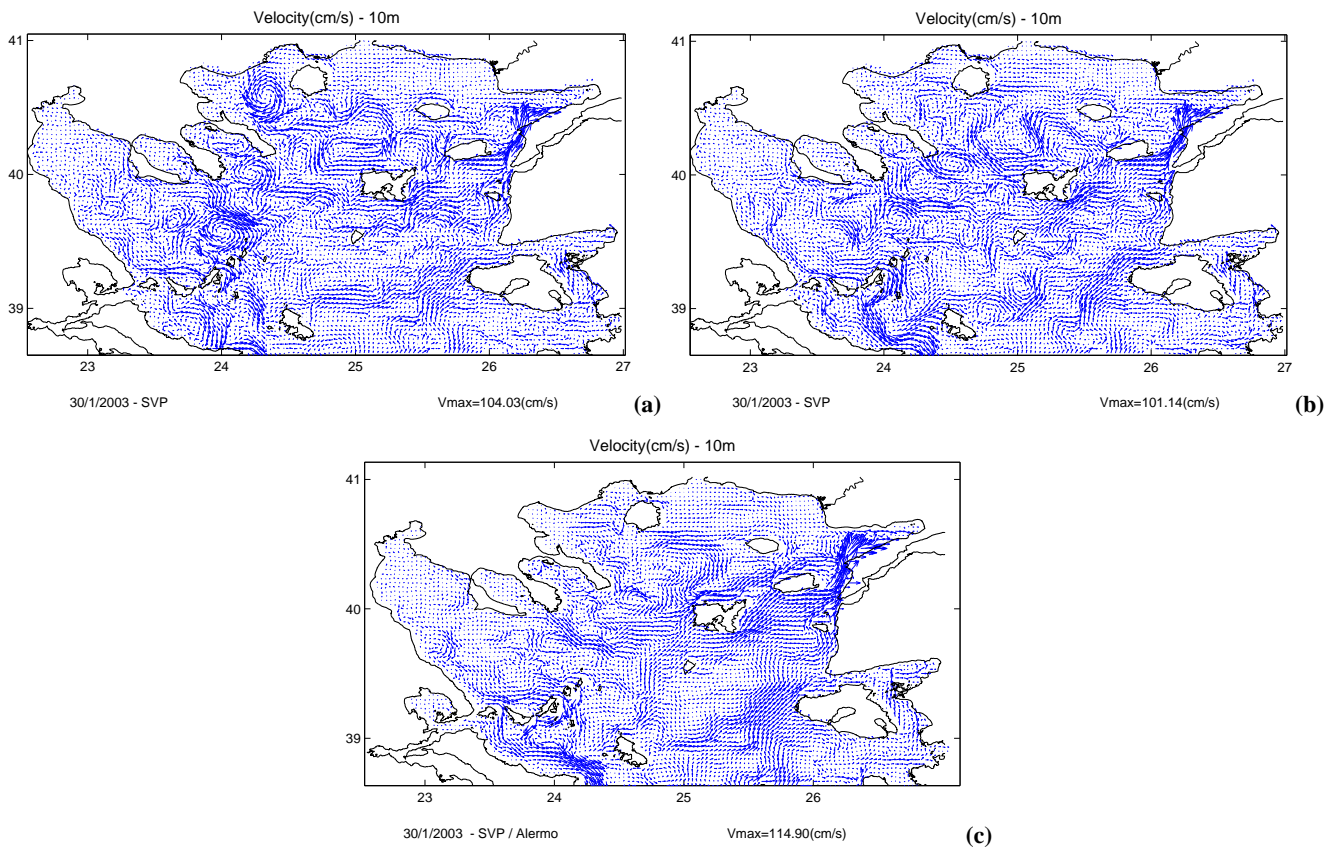 Velocity(cm/s) - 10m
41
40
39
23
24
25
26
27
30/1/2003 - SVP
Vmax=104.03(cm/s)
(a)
Velocity(cm/s) - 10m
41
40
39
23
24
25
26
27
30/1/2003 - SVP
Vmax=101.14(cm/s)
(b)
Velocity(cm/s) - 10m
41
40
39
23
24
25
26
30/1/2003 - SVP / Alermo
Vmax=114.90(cm/s)
(c)